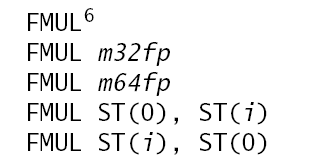 FMUL⁶
FMUL m32fp
FMUL m64fp
FMUL ST(0), ST(i)
FMUL ST(i), ST(0)